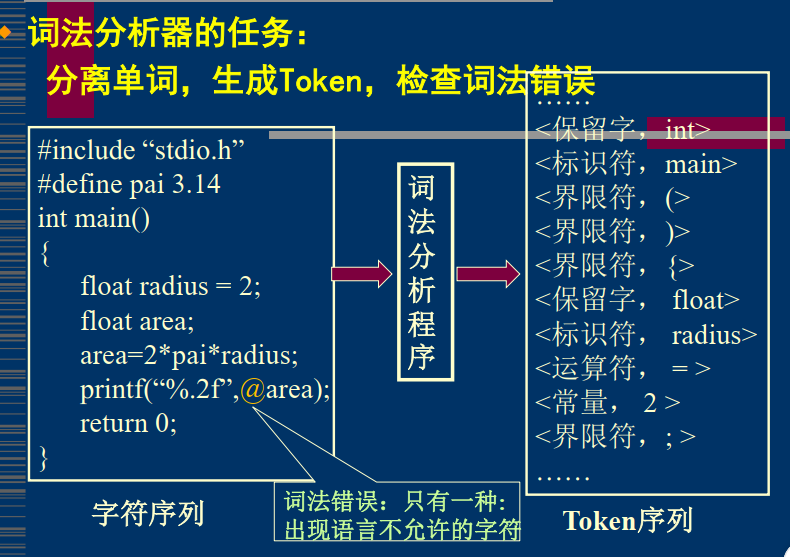 词法分析器的任务：
分离单词，生成Token，检查词法错误
#include “stdio.h”
#define pai 3.14
int main()
{
float radius = 2;
float area;
area=2*pai*radius;
printf(“%.2f”,@area);
return 0;
}
字符序列
词法分析程序
词法错误：只有一种：
出现语言不允许的字符
……
<保留字，int>
<标识符，main>
<界限符，(>
<界限符，)>
<界限符，{>
<保留字， float>
<标识符， radius>
<运算符， = >
<常量， 2 >
<界限符，; >
……
Token序列